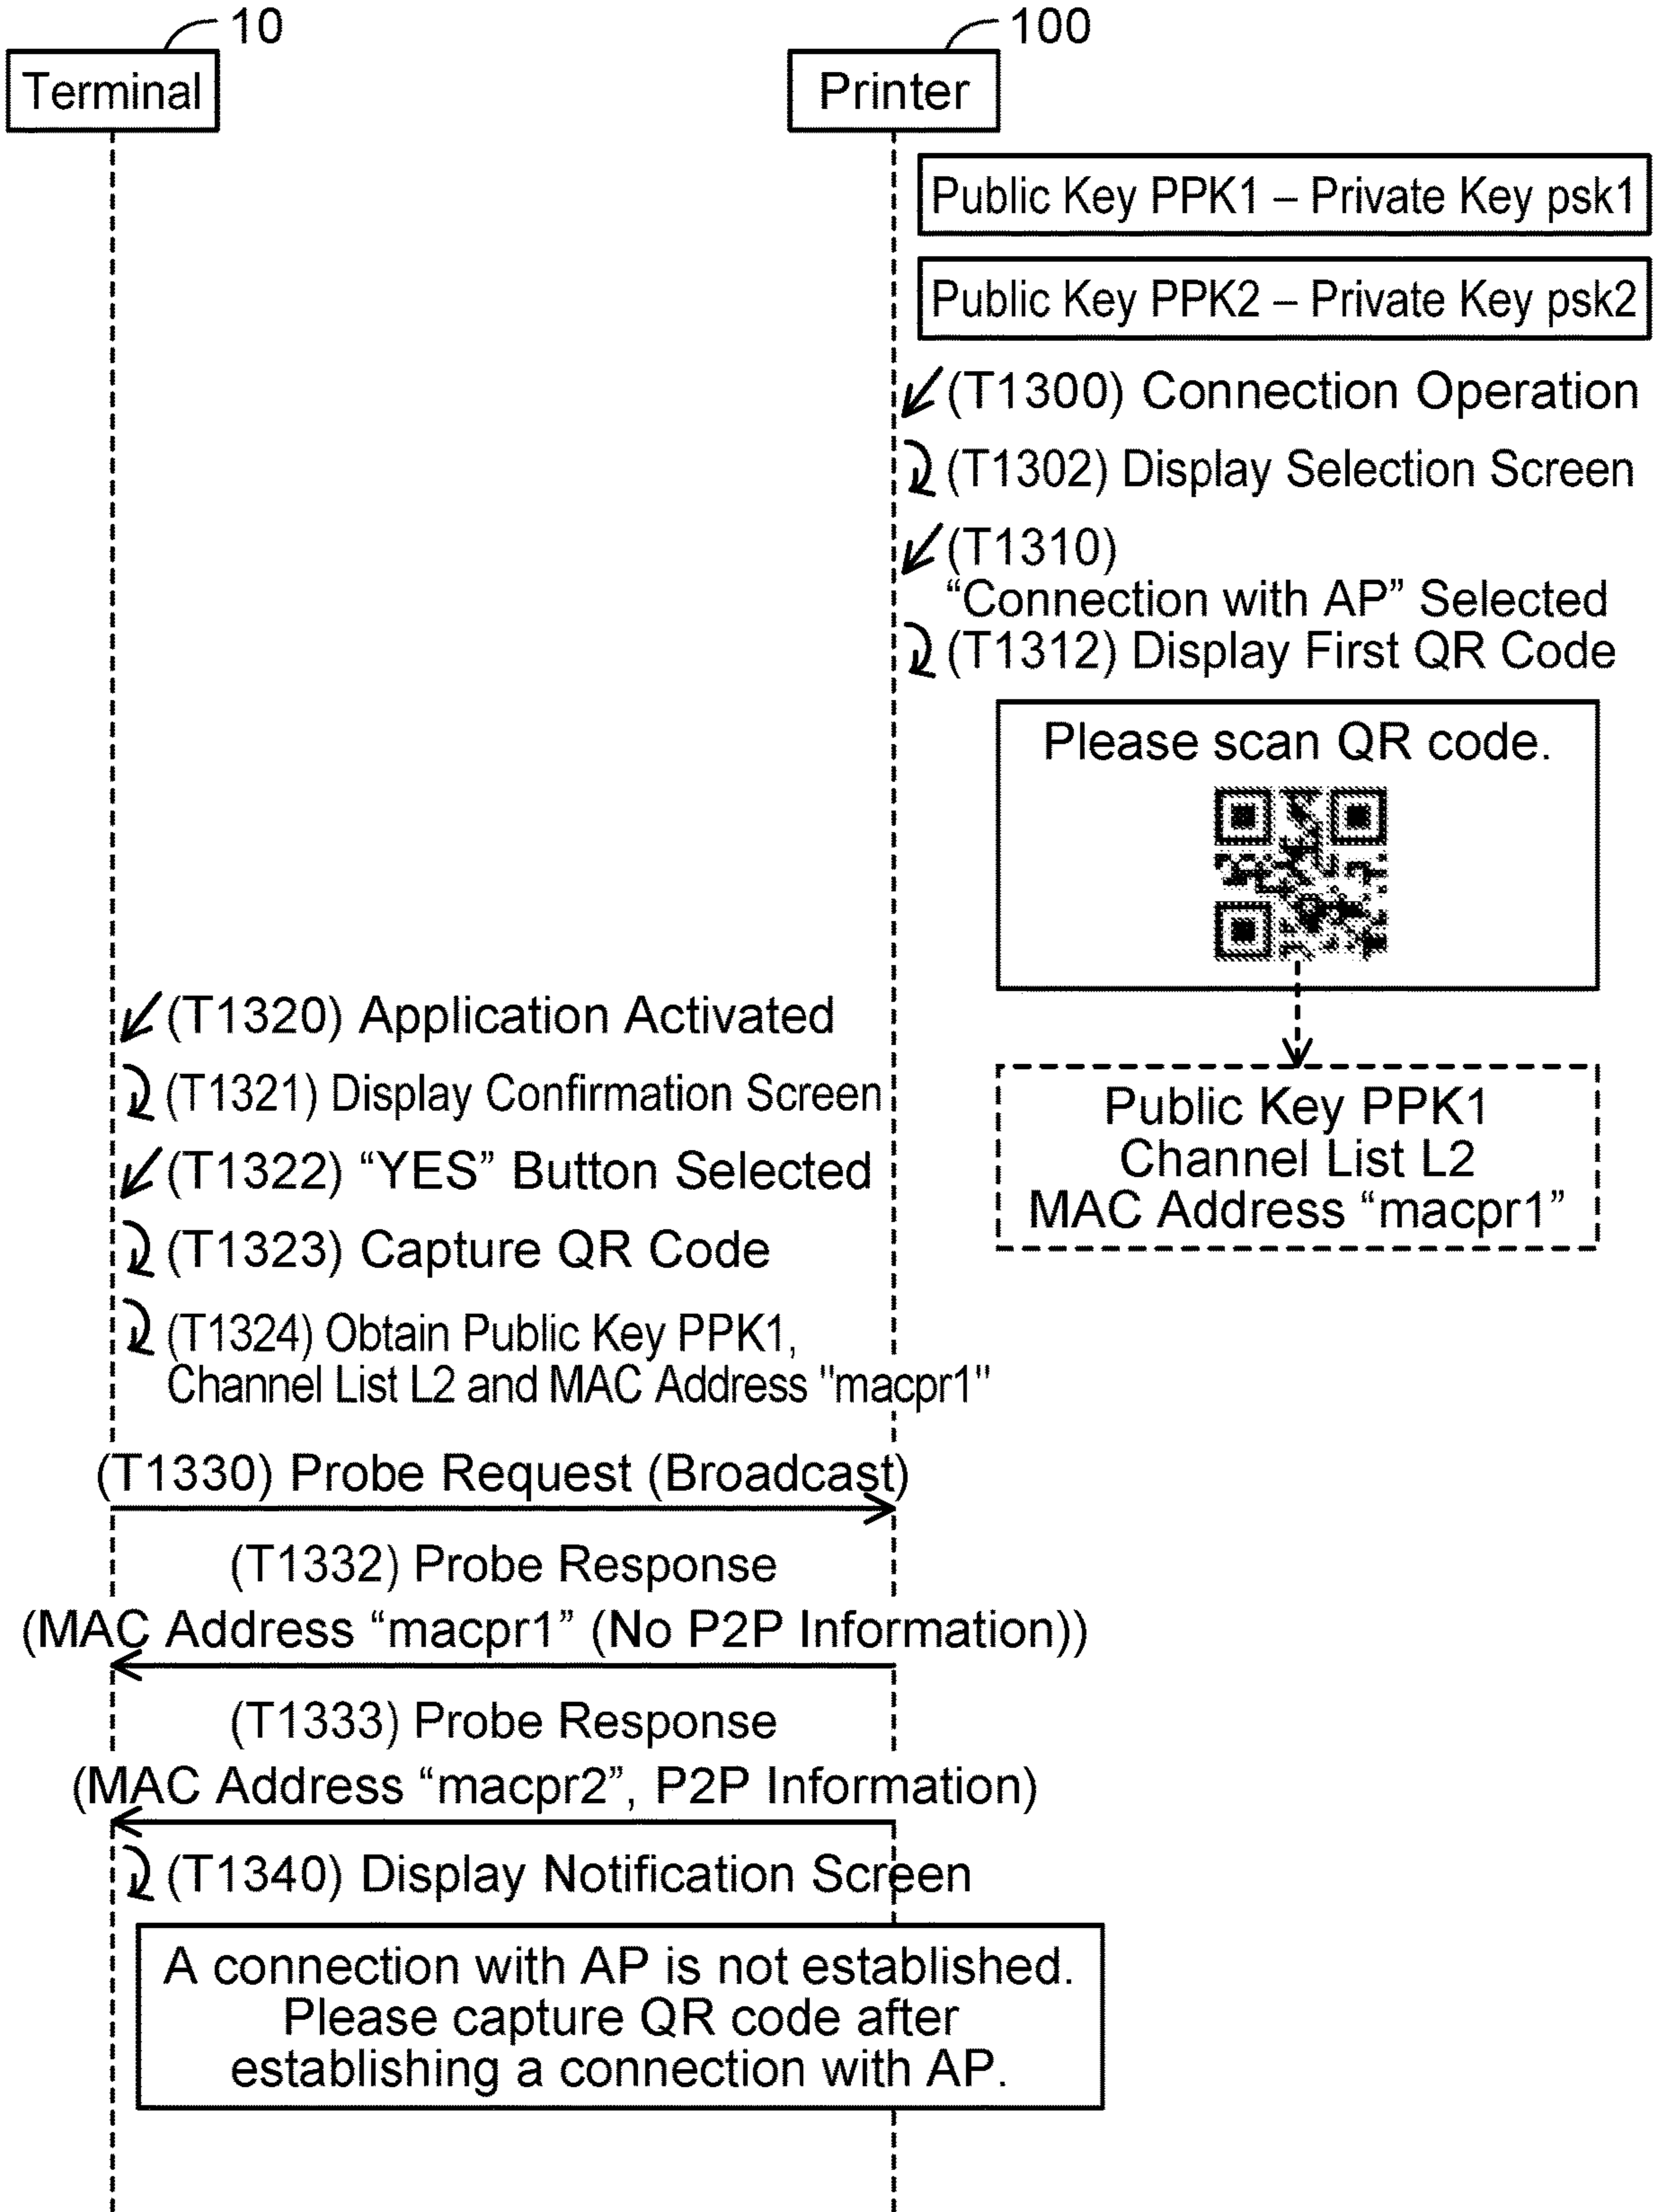 10
100
Terminal
Printer
Public Key PPK1 – Private Key psk1
Public Key PPK2 – Private Key psk2
(T1300) Connection Operation
(T1302) Display Selection Screen
(T1310)
“Connection with AP” Selected
(T1312) Display First QR Code
Please scan QR code.
(T1320) Application Activated
(T1321) Display Confirmation Screen
(T1322) “YES” Button Selected
(T1323) Capture QR Code
(T1324) Obtain Public Key PPK1,
Channel List L2 and MAC Address "macpr1"
Public Key PPK1
Channel List L2
MAC Address “macpr1”
(T1330) Probe Request (Broadcast)
(T1332) Probe Response
(MAC Address “macpr1” (No P2P Information))
(T1333) Probe Response
(MAC Address “macpr2”, P2P Information)
(T1340) Display Notification Screen
A connection with AP is not established.
Please capture QR code after
establishing a connection with AP.